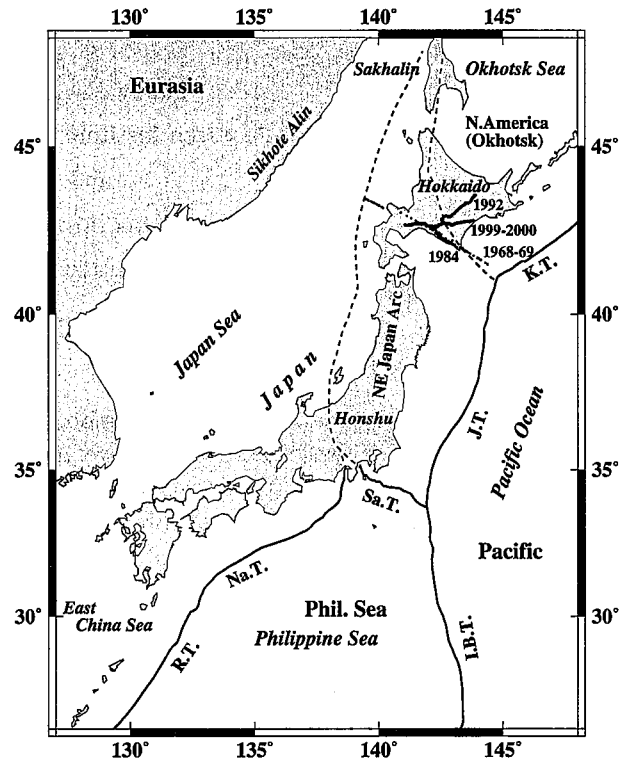 130° 135° 140° 145°
Sakhalin Okhotsk Sea
Eurasia
N.America
(Okhotsk)
45° 45°
Sikhote Alin
Hokkaido
1992
1999-2000
1984 1968-69
K.T.
40° 40°
NE Japan Arc
Japan Sea
Japan
Honshu
J.T.
Pacific Ocean
35° 35°
Sa.T.
Pacific
Na.T.
East
China Sea
Phil. Sea
30° 30°
Philippine Sea
R.T.
I.B.T.
130° 135° 140° 145°